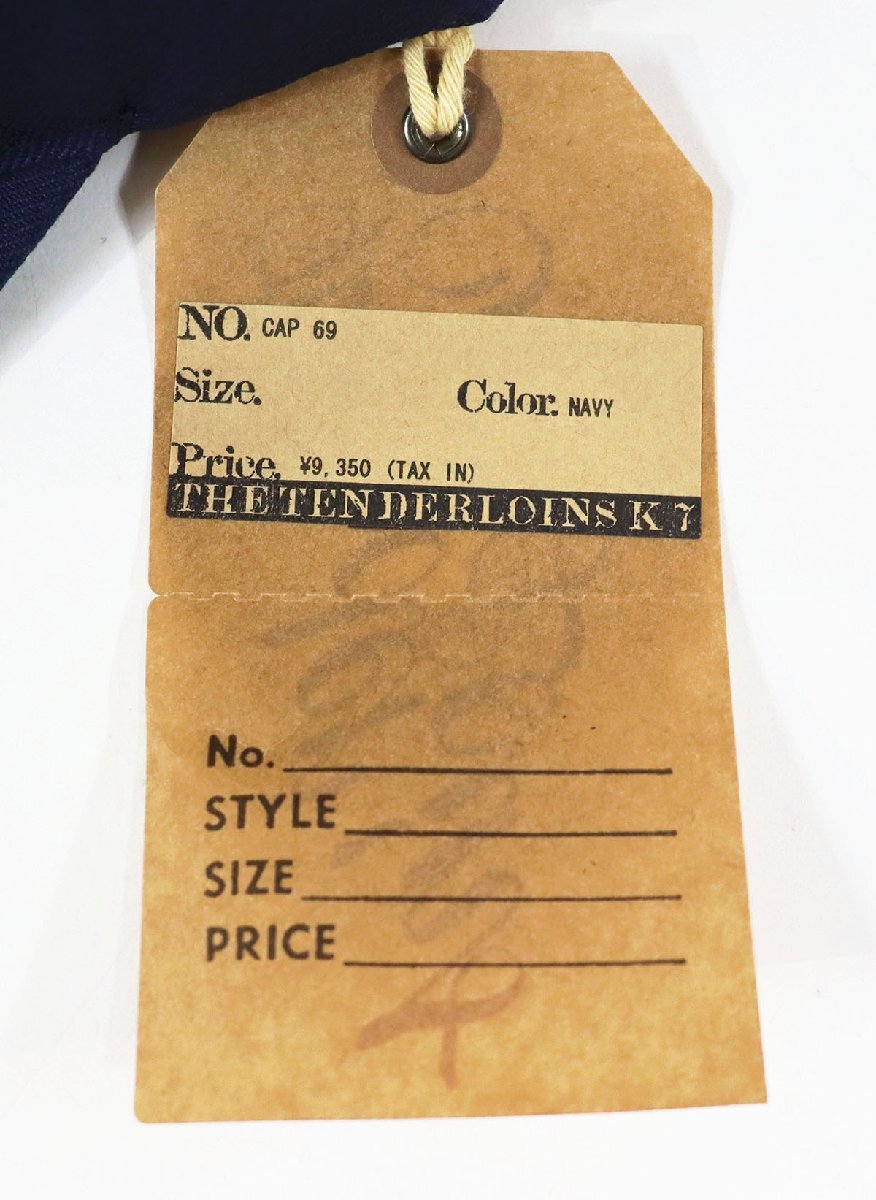 NO. CAP 69
Size. Color. NAVY
Price. ¥9,350 (TAX IN)
THE TENDERLOINS K 7
No.
STYLE
SIZE
PRICE